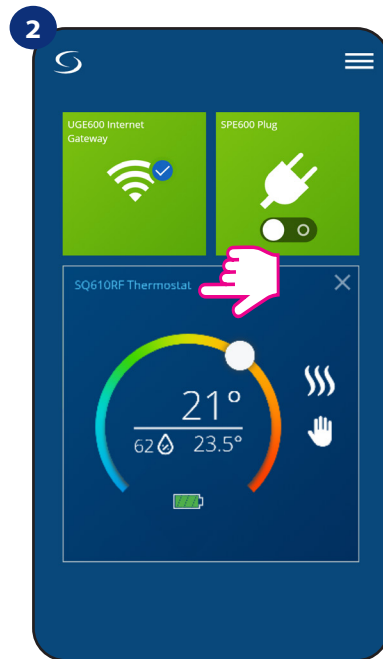 2
UGE600 Internet
Gateway
SPE600 Plug
SQ610RF Thermostat
21°
62 23.5°